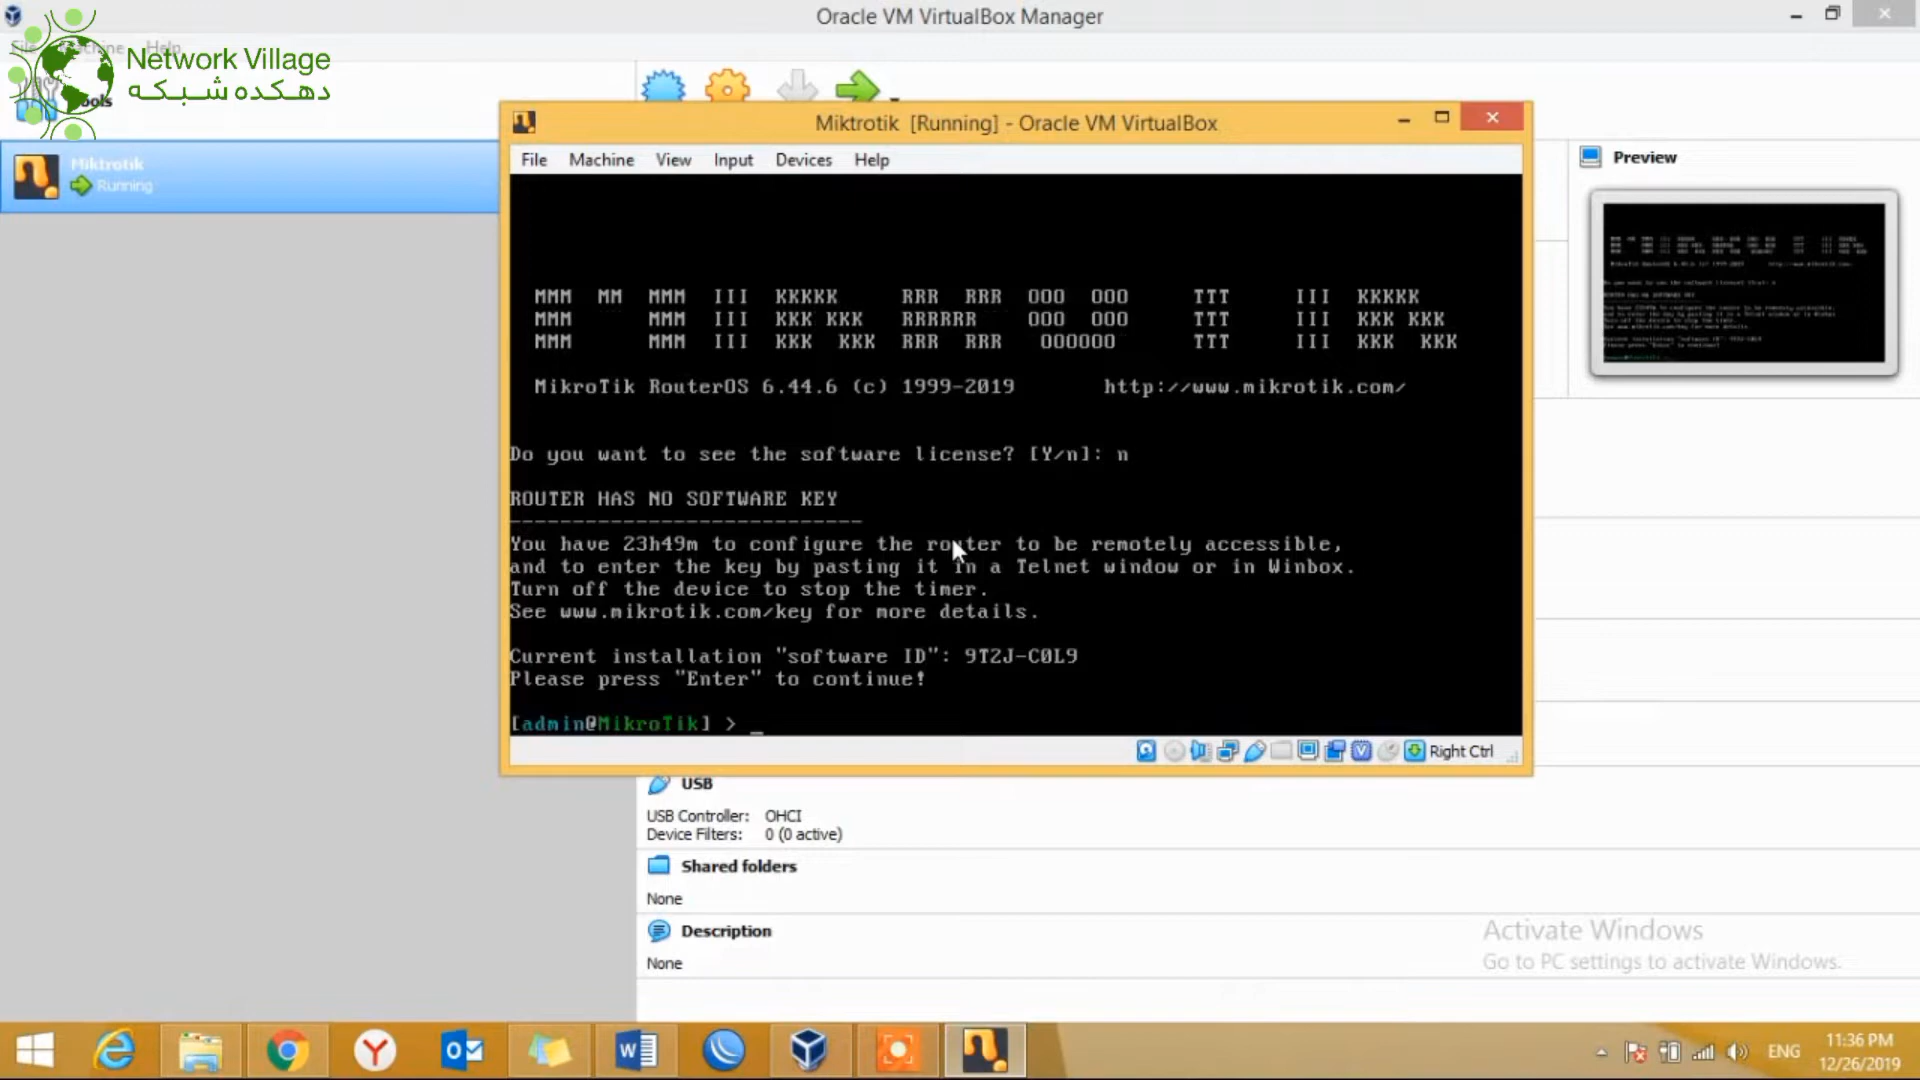 Oracle VM VirtualBox Manager
File Machine Help
Network Village
دهکده شبکه
Tools
Miktrotik
Running
Miktrotik [Running] - Oracle VM VirtualBox
File Machine View Input Devices Help
MMM MM MMM III KKKKK RRR RRR OOO OOO TTT III KKKKK
MMM MMM III KKK KKK RRRRRR OOO OOO TTT III KKK KKK
MMM MMM III KKK KKK RRR RRR OOOOOO TTT III KKK KKK
MikroTik RouterOS 6.44.6 (c) 1999-2019 http://www.mikrotik.com/
Do you want to see the software license? [Y/n]: n
ROUTER HAS NO SOFTWARE KEY
----------------------------
You have 23h49m to configure the router to be remotely accessible,
and to enter the key by pasting it in a Telnet window or in Winbox.
Turn off the device to stop the timer.
See www.mikrotik.com/key for more details.
Current installation "software ID": 9TZJ-C0L9
Please press "Enter" to continue!
[admin@MikroTik] > _
Right Ctrl
Preview
USB
USB Controller: OHCI
Device Filters: 0 (0 active)
Shared folders
None
Description
None
Activate Windows
Go to PC settings to activate Windows.
ENG
11:36 PM
12/26/2019